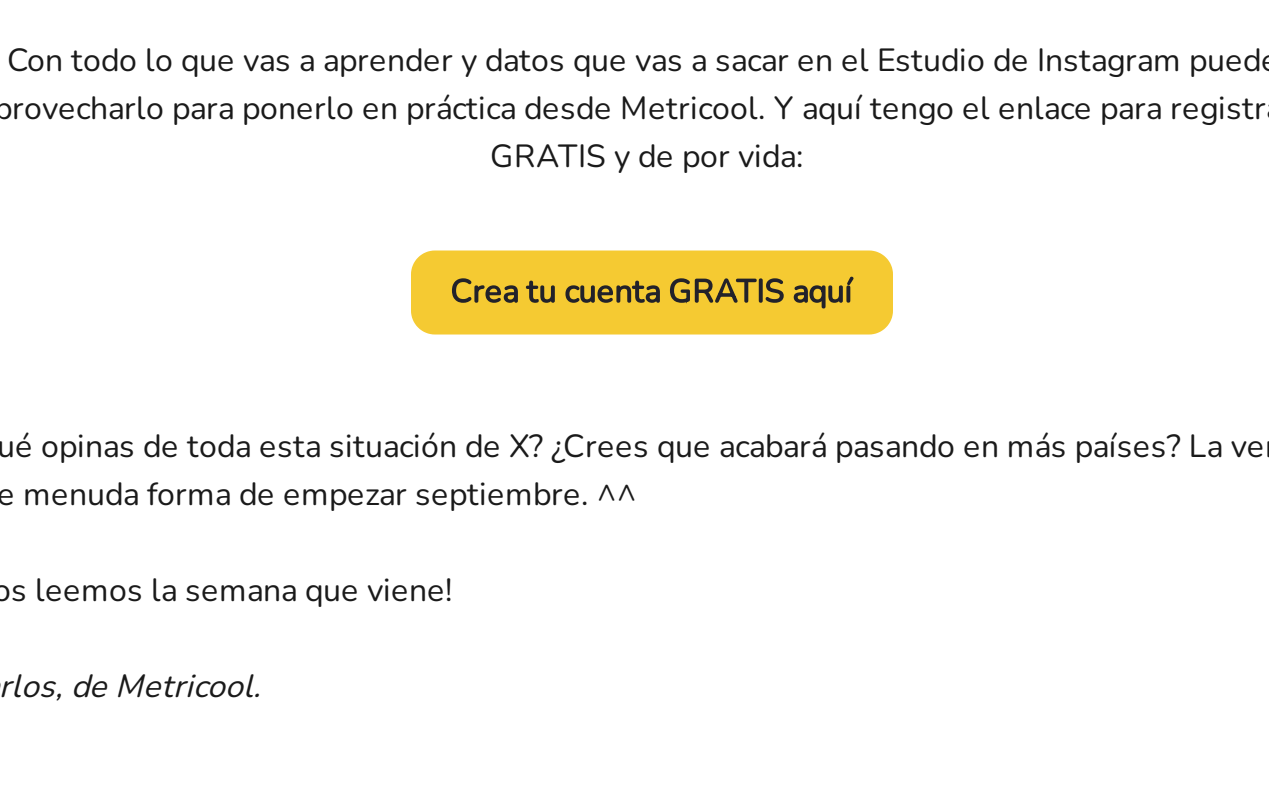 Con todo lo que vas a aprender y datos que vas a sacar en el Estudio de Instagram puede
provecharlo para ponerlo en práctica desde Metricool. Y aquí tengo el enlace para registra
GRATIS y de por vida:
Crea tu cuenta GRATIS aquí
ué opinas de toda esta situación de X? ¿Crees que acabará pasando en más países? La ver
e menuda forma de empezar septiembre. ^^
os leemos la semana que viene!
rlos, de Metricool.